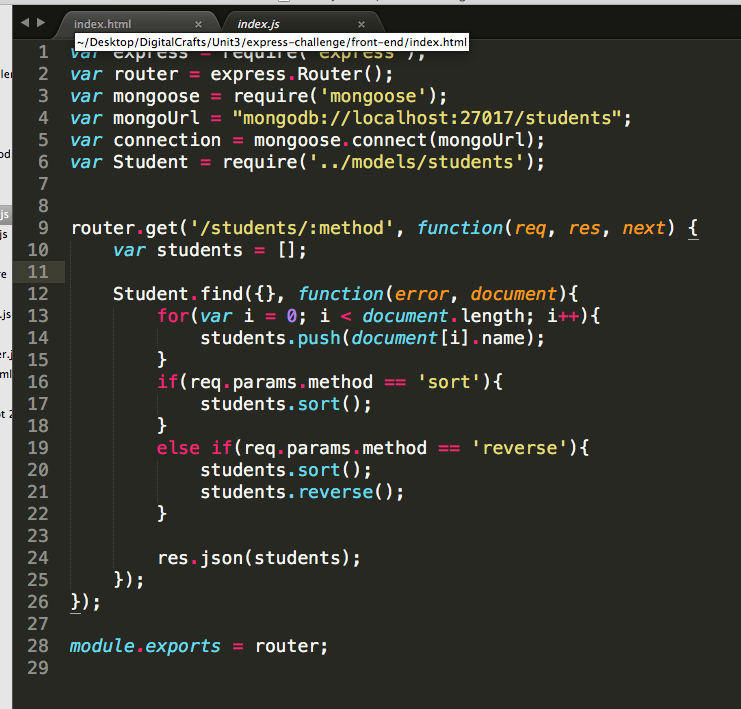 index.html × index.js ×
~/Desktop/DigitalCrafts/Unit3/express-challenge/front-end/index.html
1 var express = require('express');
2 var router = express.Router();
3 var mongoose = require('mongoose');
4 var mongoUrl = "mongodb://localhost:27017/students";
5 var connection = mongoose.connect(mongoUrl);
6 var Student = require('../models/students');
7
8
9 router.get('/students/:method', function(req, res, next) {
10 var students = [];
11
12 Student.find({}, function(error, document){
13 for(var i = 0; i < document.length; i++){
14 students.push(document[i].name);
15 }
16 if(req.params.method == 'sort'){
17 students.sort();
18 }
19 else if(req.params.method == 'reverse'){
20 students.sort();
21 students.reverse();
22 }
23
24 res.json(students);
25 });
26 });
27
28 module.exports = router;
29